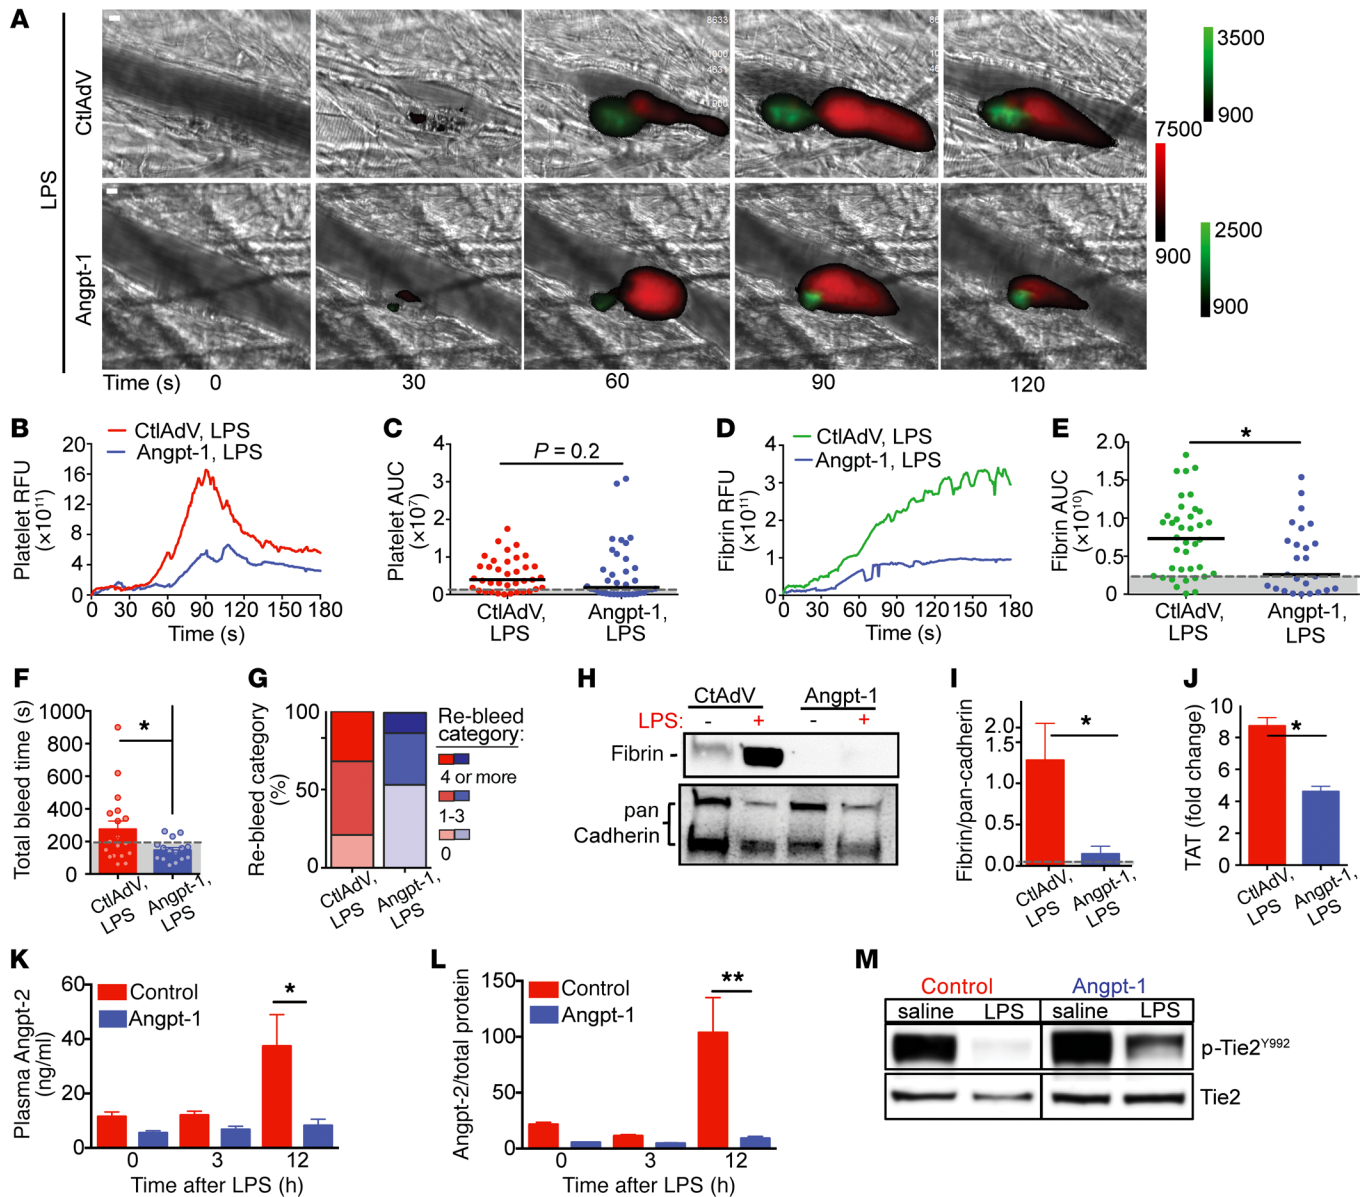 A
LPS
CtlAdV
Angpt-1
8633
1000
4631
3500
900
7500
900
2500
900
Time (s) 0 30 60 90 120
B
CtlAdV, LPS
Angpt-1, LPS
Platelet RFU
(×10¹¹)
20
16
12
8
4
0
0 30 60 90 120 150 180
Time (s)
C
Platelet AUC
(×10⁷)
P = 0.2
4
3
2
1
0
CtlAdV, Angpt-1,
LPS LPS
D
CtlAdV, LPS
Angpt-1, LPS
Fibrin RFU
(×10¹¹)
4
3
2
1
0
0 30 60 90 120 150 180
Time (s)
E
Fibrin AUC
(×10¹⁰)
*
2.0
1.5
1.0
0.5
0
CtlAdV, Angpt-1,
LPS LPS
F
Total bleed time (s)
1000
800
600
400
200
0
*
CtlAdV, LPS
Angpt-1, LPS
G
Re-bleed category
(%)
100
50
0
CtlAdV, LPS
Angpt-1, LPS
Re-bleed
category:
4 or more
1-3
0
H
CtAdV Angpt-1
LPS: - + - +
Fibrin -
pan
Cadherin
I
Fibrin/pan-cadherin
2.0
1.5
1.0
0.5
0.0
*
CtlAdV, LPS
Angpt-1, LPS
J
TAT (fold change)
10
8
6
4
2
0
*
CtlAdV, LPS
Angpt-1, LPS
K
Plasma Angpt-2
(ng/ml)
60
40
20
0
Control
Angpt-1
*
0 3 12
Time after LPS (h)
L
Angpt-2/total protein
150
100
50
0
Control
Angpt-1
**
0 3 12
Time after LPS (h)
M
Control Angpt-1
saline LPS saline LPS
p-Tie2Y992
Tie2